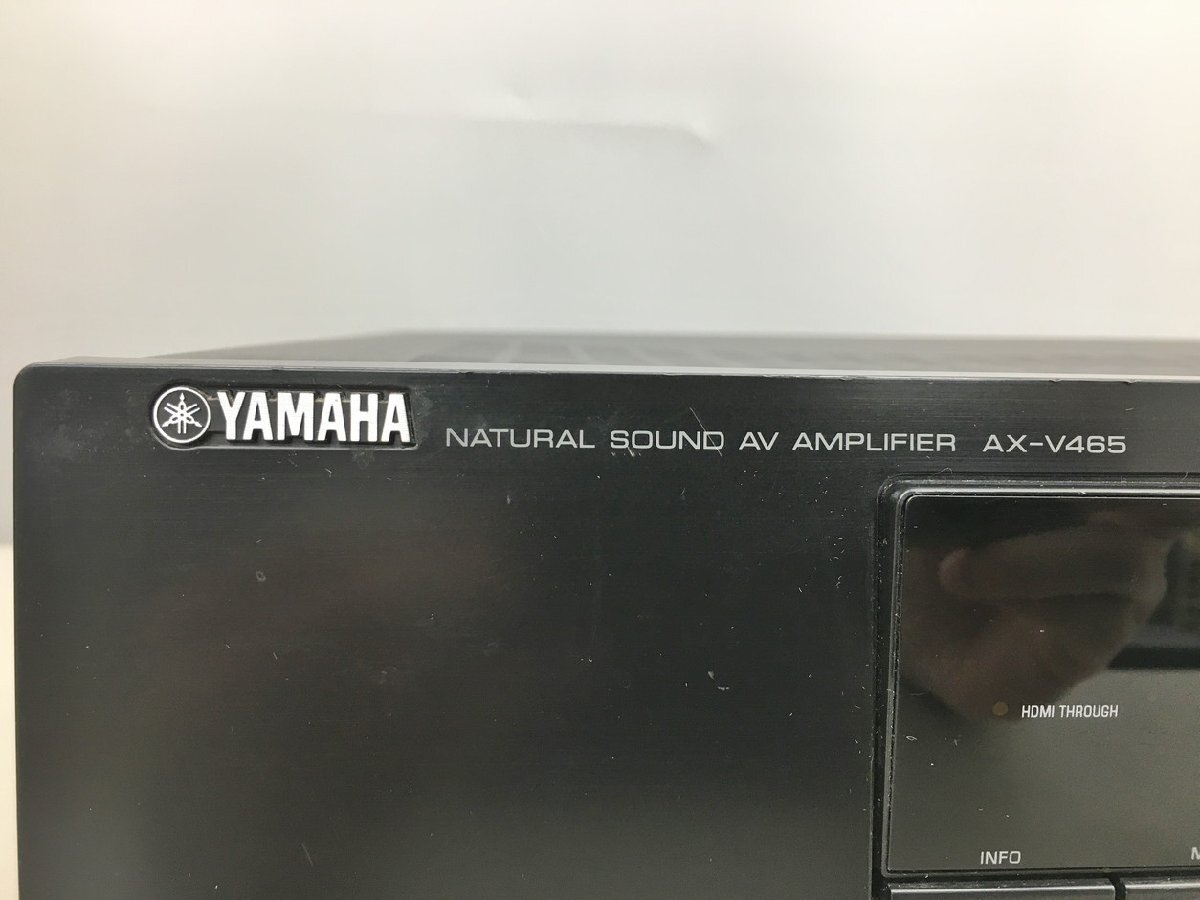 YAMAHA NATURAL SOUND AV AMPLIFIER AX-V465
HDMI THROUGH
INFO